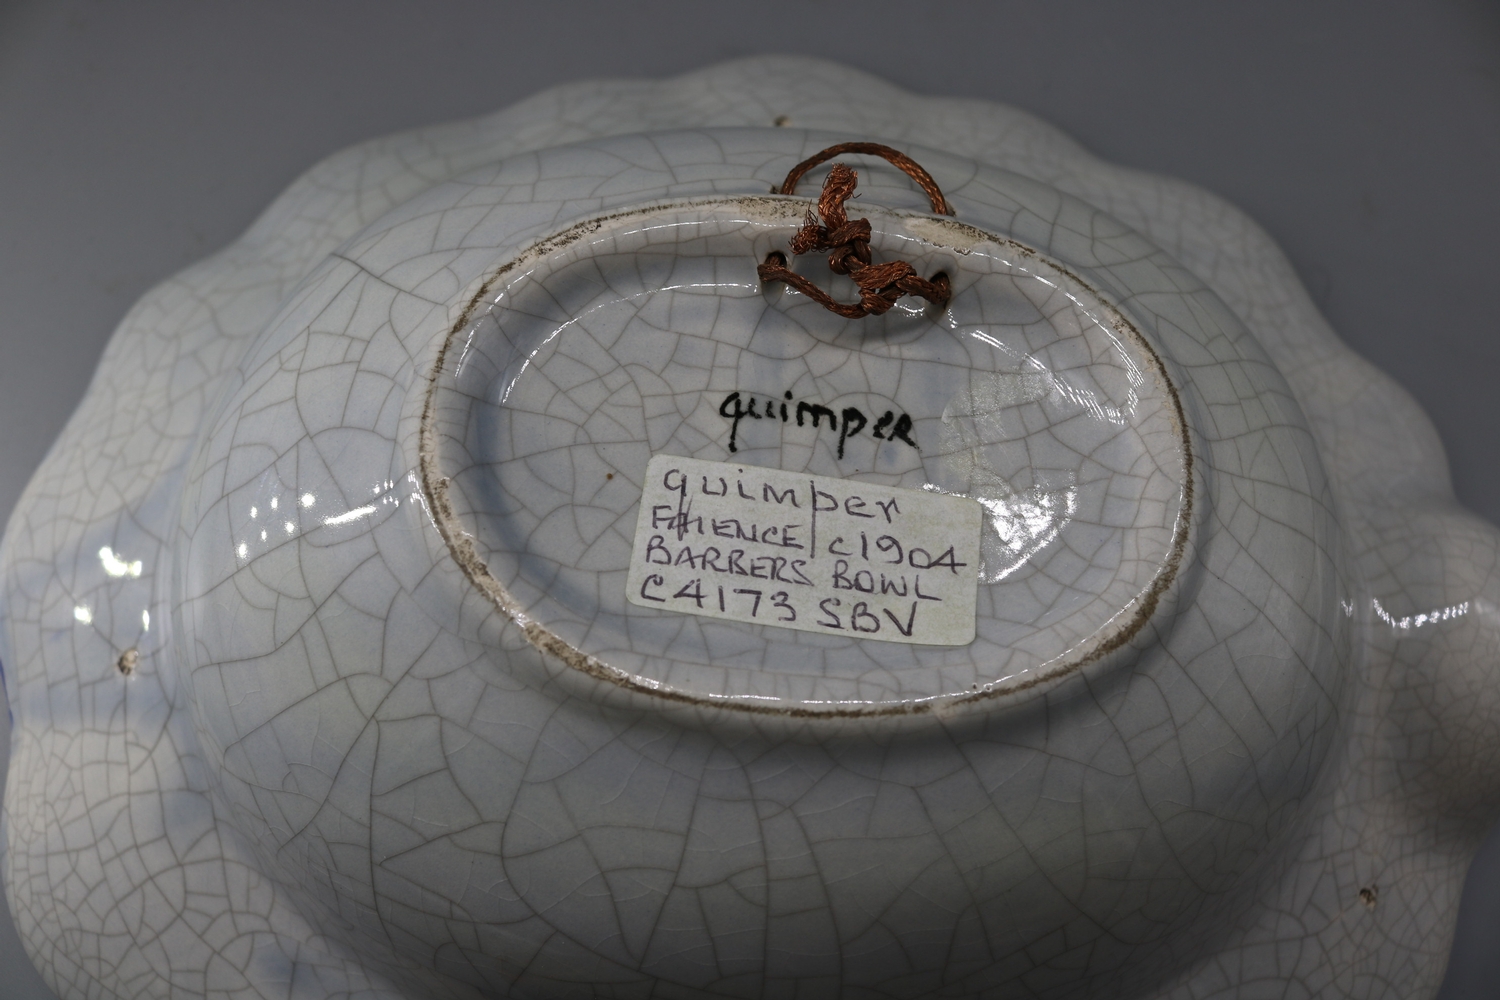 quimper
quimper
FAIENCE c1904
BARBERS BOWL
C4173 SBV